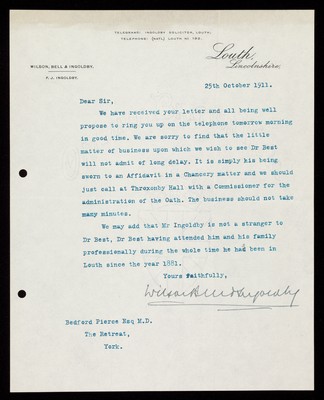 TELEGRAMS: INGOLDBY SOLICITOR, LOUTH.
TELEPHONE: (NATL) LOUTH Nº 155.
Louth,
Lincolnshire.
WILSON, BELL & INGOLDBY.
F. J. INGOLDBY.
25th October 1911.
Dear Sir,
We have received your letter and all being well
propose to ring you up on the telephone tomorrow morning
in good time. We are sorry to find that the little
matter of business upon which we wish to see Dr Best
will not admit of long delay. It is simply his being
sworn to an Affidavit in a Chancery matter and we should
just call at Throxonby Hall with a Commissioner for the
administration of the Oath. The business should not take
many minutes.
We may add that Mr Ingoldby is not a stranger to
Dr Best, Dr Best having attended him and his family
professionally during the whole time he had been in
Louth since the year 1881.
Yours faithfully,
Wilson Bell & Ingoldby
Bedford Pierce Esq M.D.
The Retreat,
York.